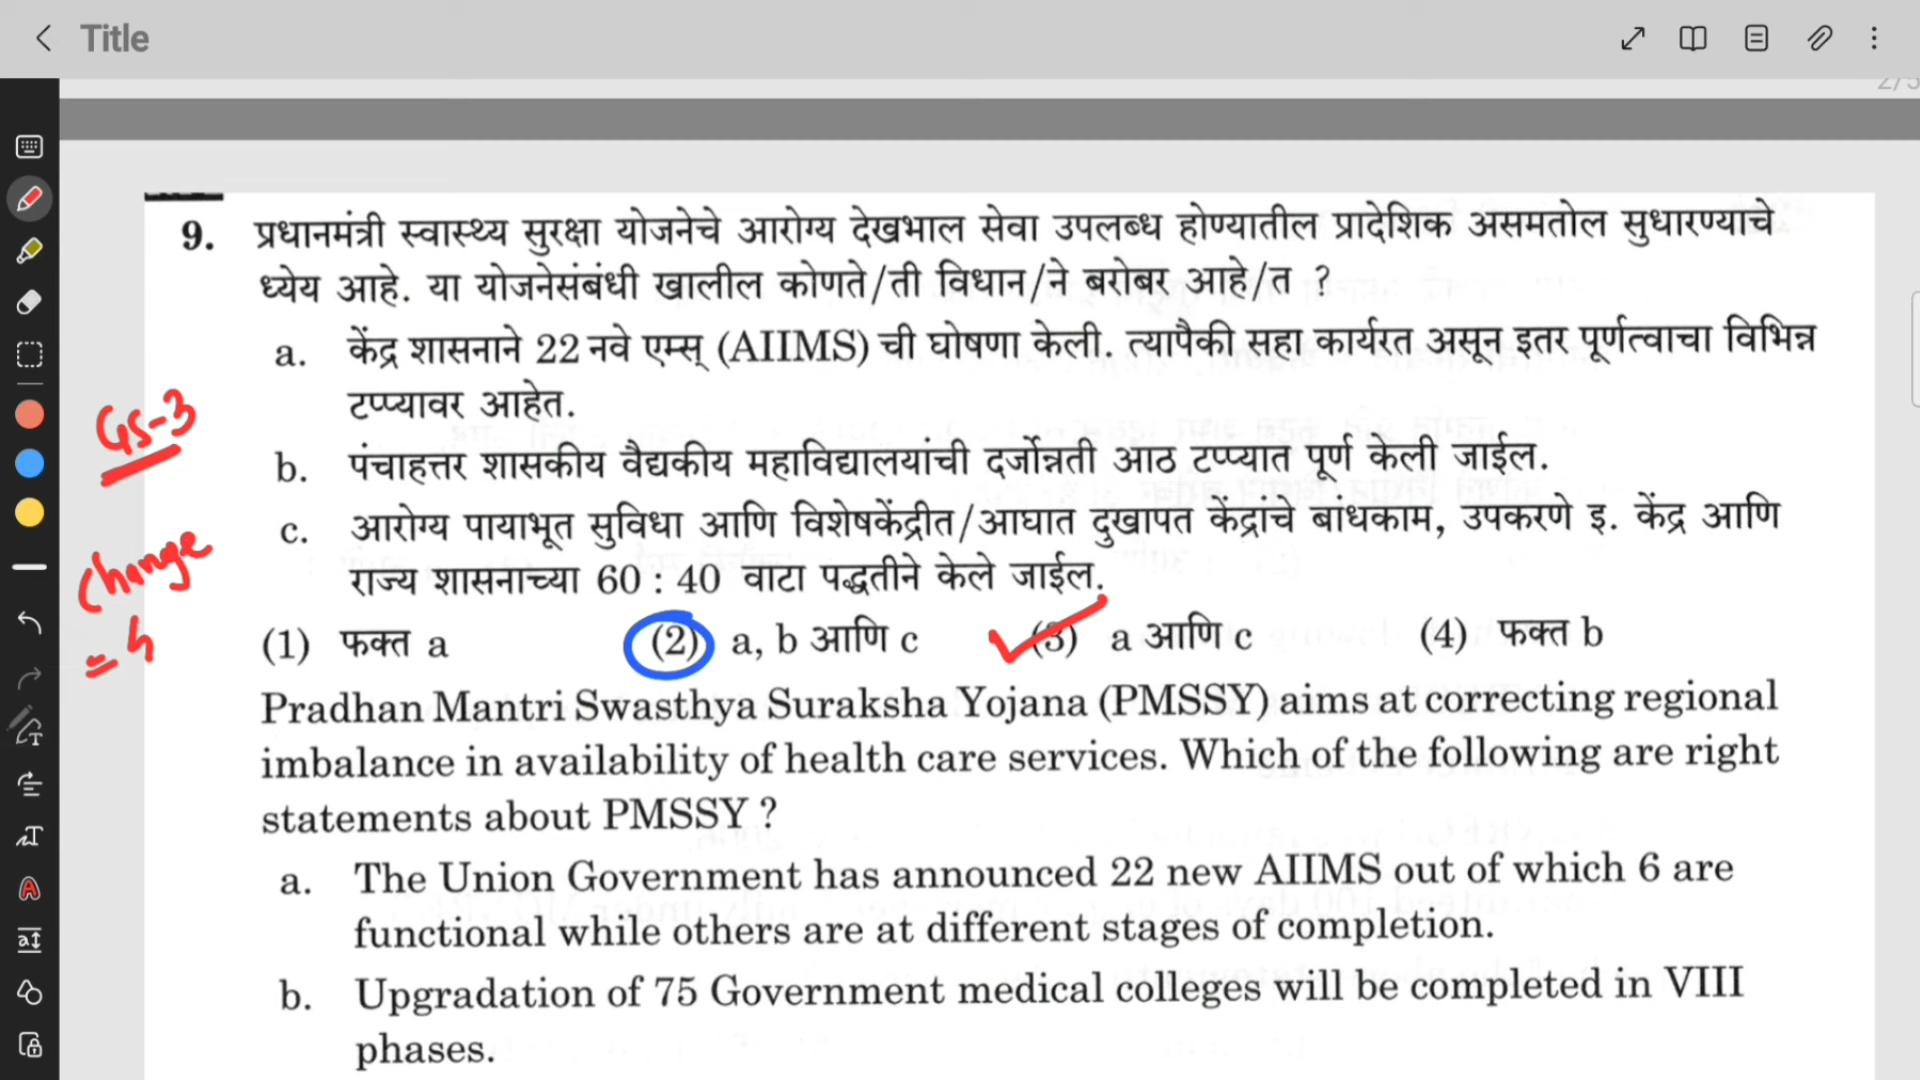 Title
2/5
9. प्रधानमंत्री स्वास्थ्य सुरक्षा योजनेचे आरोग्य देखभाल सेवा उपलब्ध होण्यातील प्रादेशिक असमतोल सुधारण्याचे
ध्येय आहे. या योजनेसंबंधी खालील कोणते/ती विधान/ने बरोबर आहे/त ?
a. केंद्र शासनाने 22 नवे एम्स् (AIIMS) ची घोषणा केली. त्यापैकी सहा कार्यरत असून इतर पूर्णत्वाचा विभिन्न
टप्प्यावर आहेत.
GS-3
b. पंचाहत्तर शासकीय वैद्यकीय महाविद्यालयांची दर्जोन्नती आठ टप्प्यात पूर्ण केली जाईल.
c. आरोग्य पायाभूत सुविधा आणि विशेषकेंद्रीत/आघात दुखापत केंद्रांचे बांधकाम, उपकरणे इ. केंद्र आणि
राज्य शासनाच्या 60 : 40 वाटा पद्धतीने केले जाईल.
Change
= 4
(1) फक्त a (2) a, b आणि c (3) a आणि c (4) फक्त b
Pradhan Mantri Swasthya Suraksha Yojana (PMSSY) aims at correcting regional
imbalance in availability of health care services. Which of the following are right
statements about PMSSY ?
a. The Union Government has announced 22 new AIIMS out of which 6 are
functional while others are at different stages of completion.
b. Upgradation of 75 Government medical colleges will be completed in VIII
phases.